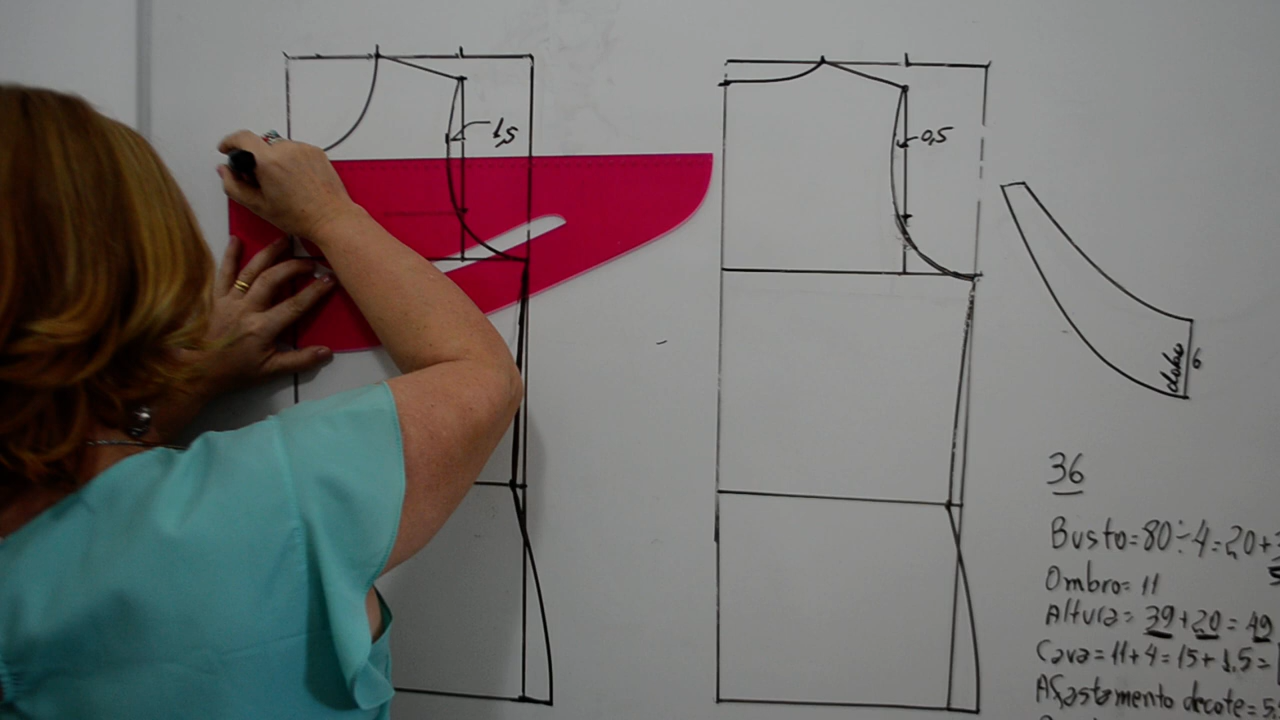 1,5
0,5
dobra
6
36
Busto=80÷4=20+
Ombro= 11
Altura= 39+20=49
Cava=11+4=15+1,5=
Afastamento decote=5